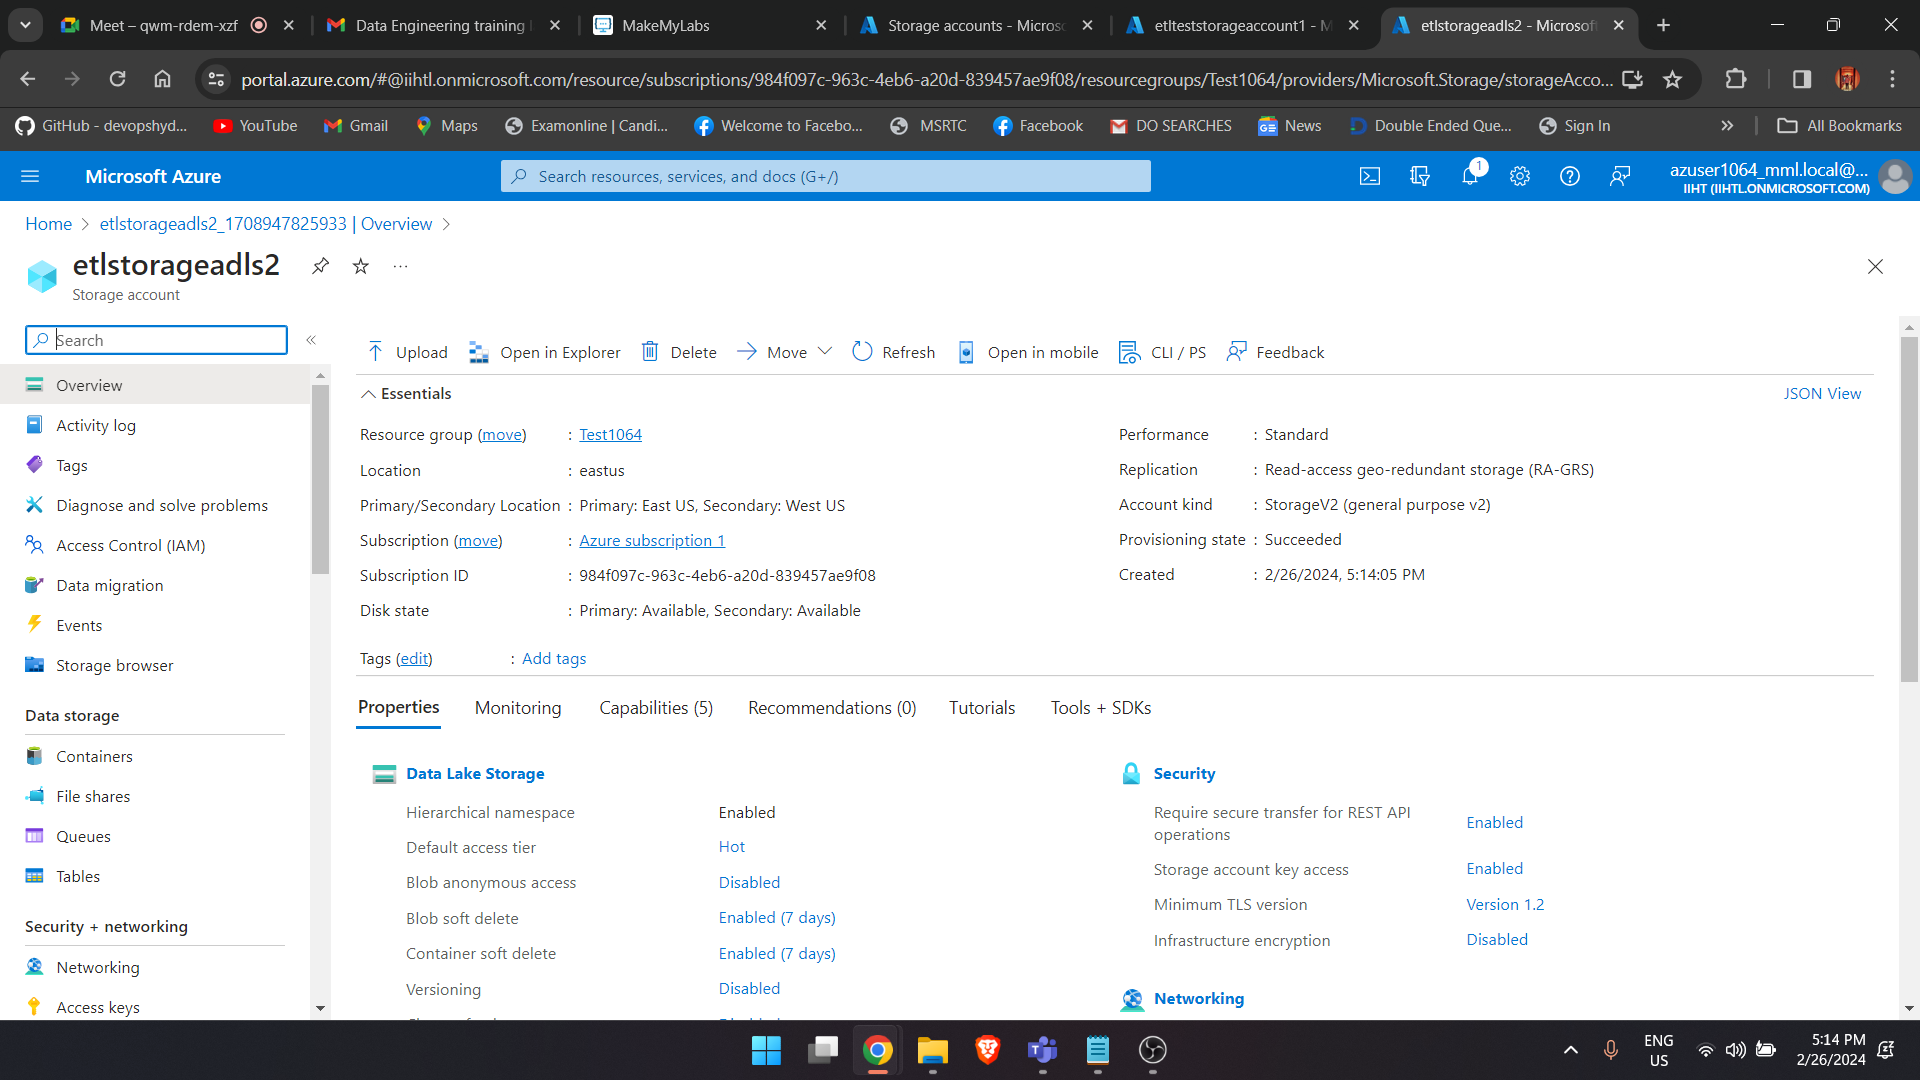 Meet – qwm-rdem-xzf
Data Engineering training
MakeMyLabs
Storage accounts - Micros
etlteststorageaccount1 - M
etlstorageadls2 - Microsof
portal.azure.com/#@iihtl.onmicrosoft.com/resource/subscriptions/984f097c-963c-4eb6-a20d-839457ae9f08/resourcegroups/Test1064/providers/Microsoft.Storage/storageAcco...
GitHub - devopshyd...
YouTube
Gmail
Maps
Examonline | Candi...
Welcome to Facebo...
MSRTC
Facebook
DO SEARCHES
News
Double Ended Que...
Sign In
All Bookmarks
Microsoft Azure
Search resources, services, and docs (G+/)
1
azuser1064_mml.local@...
IIHT (IIHTL.ONMICROSOFT.COM)
Home > etlstorageadls2_1708947825933 | Overview >
etlstorageadls2
Storage account
Search
Overview
Activity log
Tags
Diagnose and solve problems
Access Control (IAM)
Data migration
Events
Storage browser
Data storage
Containers
File shares
Queues
Tables
Security + networking
Networking
Access keys
Upload
Open in Explorer
Delete
Move
Refresh
Open in mobile
CLI / PS
Feedback
Essentials
JSON View
Resource group (move) : Test1064
Location : eastus
Primary/Secondary Location : Primary: East US, Secondary: West US
Subscription (move) : Azure subscription 1
Subscription ID : 984f097c-963c-4eb6-a20d-839457ae9f08
Disk state : Primary: Available, Secondary: Available
Tags (edit) : Add tags
Performance : Standard
Replication : Read-access geo-redundant storage (RA-GRS)
Account kind : StorageV2 (general purpose v2)
Provisioning state : Succeeded
Created : 2/26/2024, 5:14:05 PM
Properties
Monitoring
Capabilities (5)
Recommendations (0)
Tutorials
Tools + SDKs
Data Lake Storage
Hierarchical namespace Enabled
Default access tier Hot
Blob anonymous access Disabled
Blob soft delete Enabled (7 days)
Container soft delete Enabled (7 days)
Versioning Disabled
Security
Require secure transfer for REST API
operations Enabled
Storage account key access Enabled
Minimum TLS version Version 1.2
Infrastructure encryption Disabled
Networking
ENG
US
5:14 PM
2/26/2024